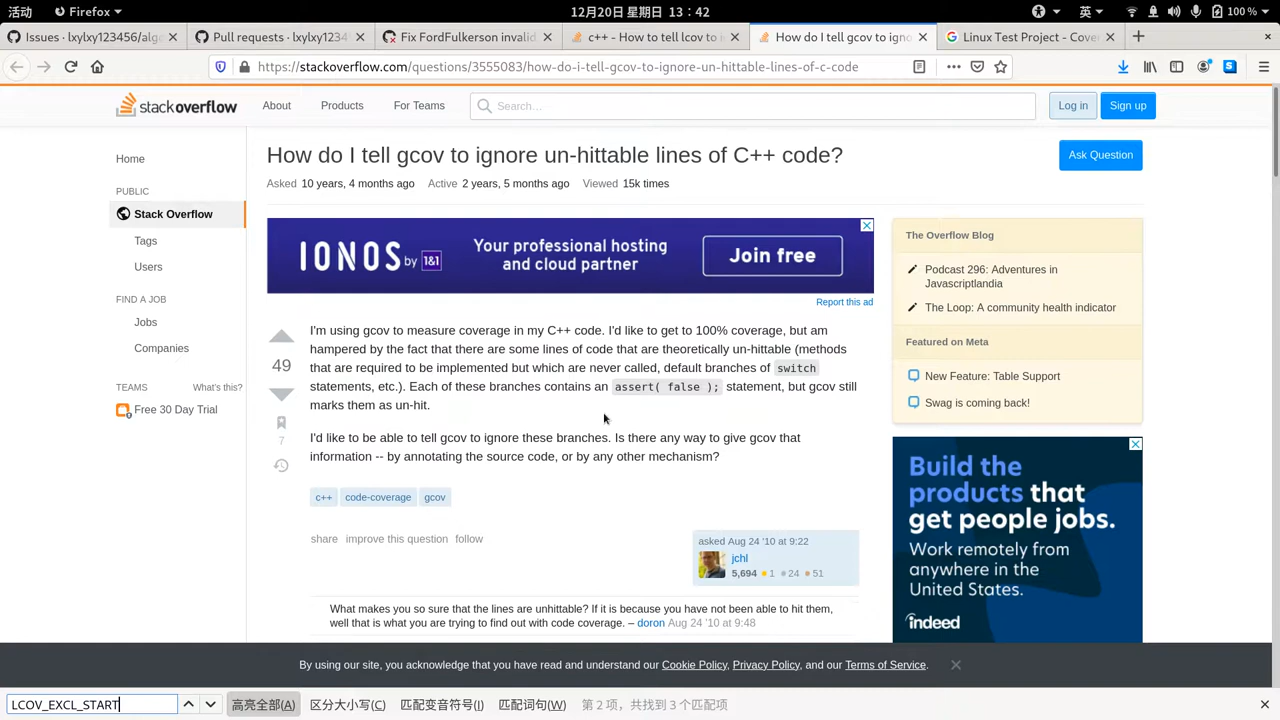 活动
Firefox
12月20日 星期日 13：42
英
100 %
Issues · lxylxy123456/alg
Pull requests · lxylxy1234
Fix FordFulkerson invalid
c++ - How to tell lcov to i
How do I tell gcov to igno
Linux Test Project - Cove
https://stackoverflow.com/questions/3555083/how-do-i-tell-gcov-to-ignore-un-hittable-lines-of-c-code
stackoverflow
About
Products
For Teams
Search…
Log in
Sign up
Home
PUBLIC
Stack Overflow
Tags
Users
FIND A JOB
Jobs
Companies
TEAMS
What's this?
Free 30 Day Trial
How do I tell gcov to ignore un-hittable lines of C++ code?
Ask Question
Asked 10 years, 4 months ago Active 2 years, 5 months ago Viewed 15k times
IONOS by 1&1
Your professional hosting
and cloud partner
Join free
Report this ad
49
7
I'm using gcov to measure coverage in my C++ code. I'd like to get to 100% coverage, but am
hampered by the fact that there are some lines of code that are theoretically un-hittable (methods
that are required to be implemented but which are never called, default branches of switch
statements, etc.). Each of these branches contains an assert( false ); statement, but gcov still
marks them as un-hit.
I'd like to be able to tell gcov to ignore these branches. Is there any way to give gcov that
information -- by annotating the source code, or by any other mechanism?
c++
code-coverage
gcov
share improve this question follow
asked Aug 24 '10 at 9:22
jchl
5,694 1 24 51
What makes you so sure that the lines are unhittable? If it is because you have not been able to hit them,
well that is what you are trying to find out with code coverage. – doron Aug 24 '10 at 9:48
The Overflow Blog
Podcast 296: Adventures in
Javascriptlandia
The Loop: A community health indicator
Featured on Meta
New Feature: Table Support
Swag is coming back!
Build the
products that
get people jobs.
Work remotely from
anywhere in the
United States.
indeed
By using our site, you acknowledge that you have read and understand our Cookie Policy, Privacy Policy, and our Terms of Service.
LCOV_EXCL_START
高亮全部(A)
区分大小写(C)
匹配变音符号(I)
匹配词句(W)
第 2 项，共找到 3 个匹配项